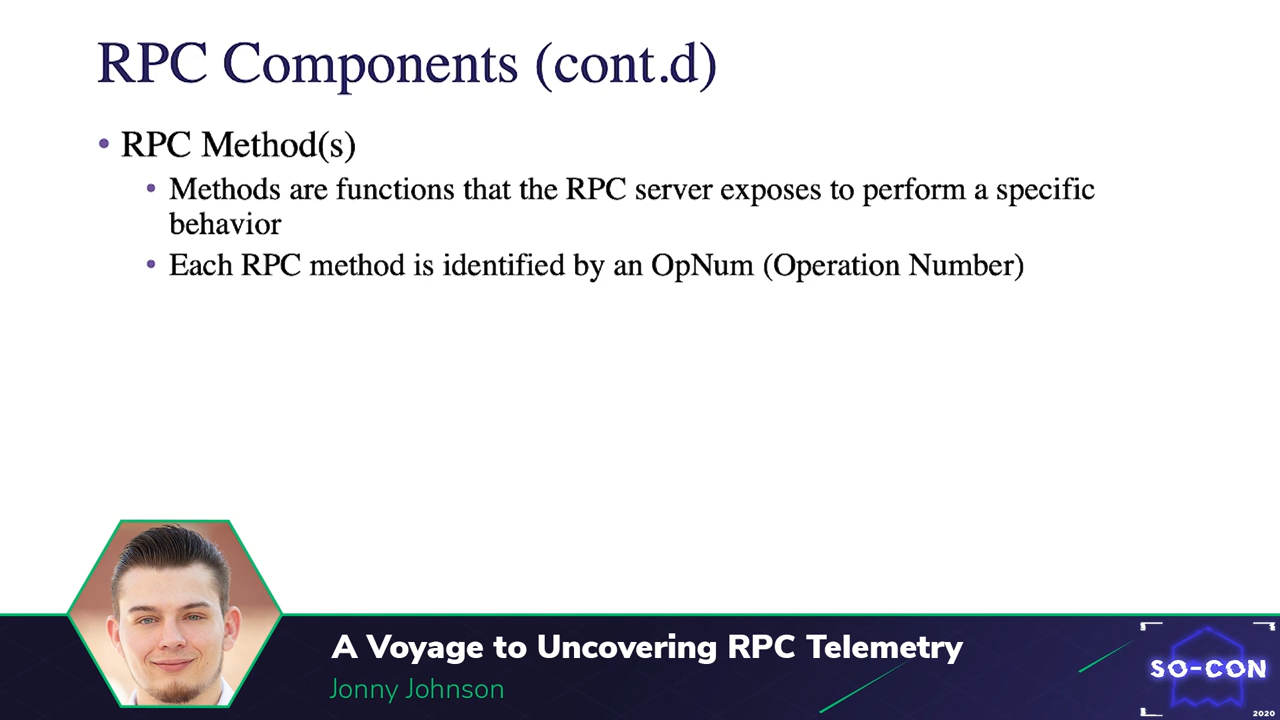 RPC Components (cont.d)
• RPC Method(s)
• Methods are functions that the RPC server exposes to perform a specific
behavior
• Each RPC method is identified by an OpNum (Operation Number)
A Voyage to Uncovering RPC Telemetry
Jonny Johnson
SO-CON
2020